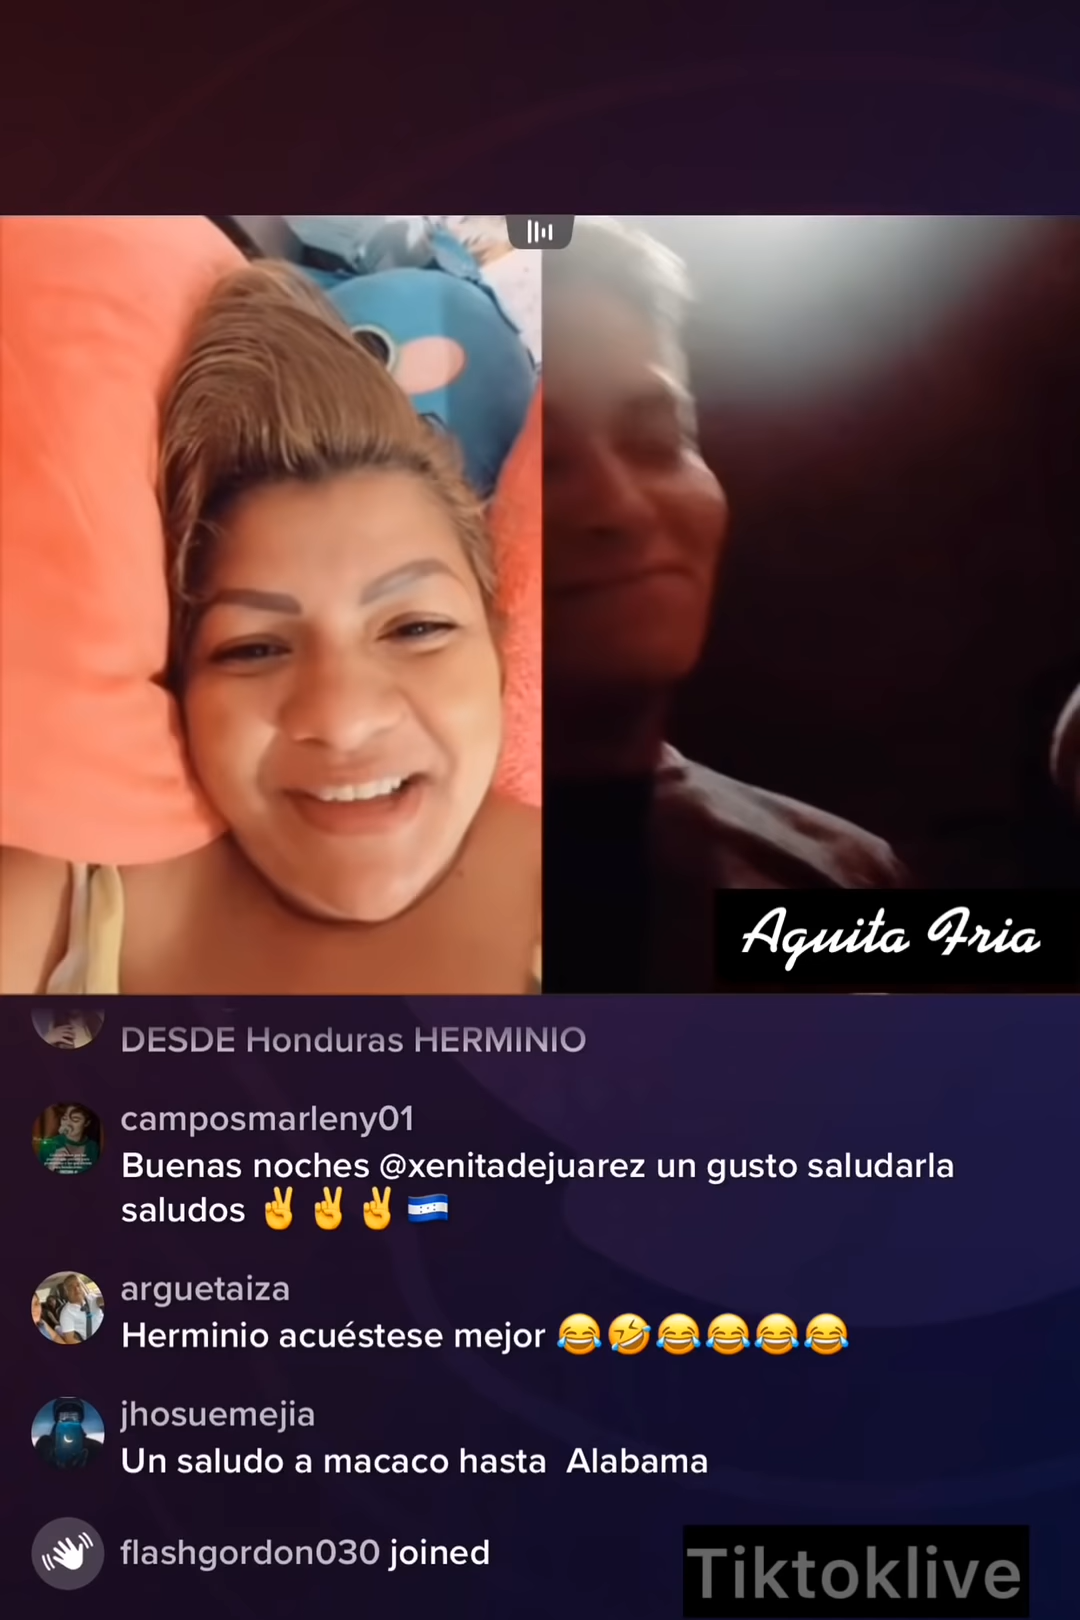 Aguita Fria
DESDE Honduras HERMINIO
camposmarleny01
Buenas noches @xenitadejuarez un gusto saludarla
saludos ✌️ ✌️ ✌️ 🇭🇳
arguetaiza
Herminio acuéstese mejor 😂🤣😂😂😂😂
jhosuemejia
Un saludo a macaco hasta  Alabama
flashgordon030 joined
Tiktoklive